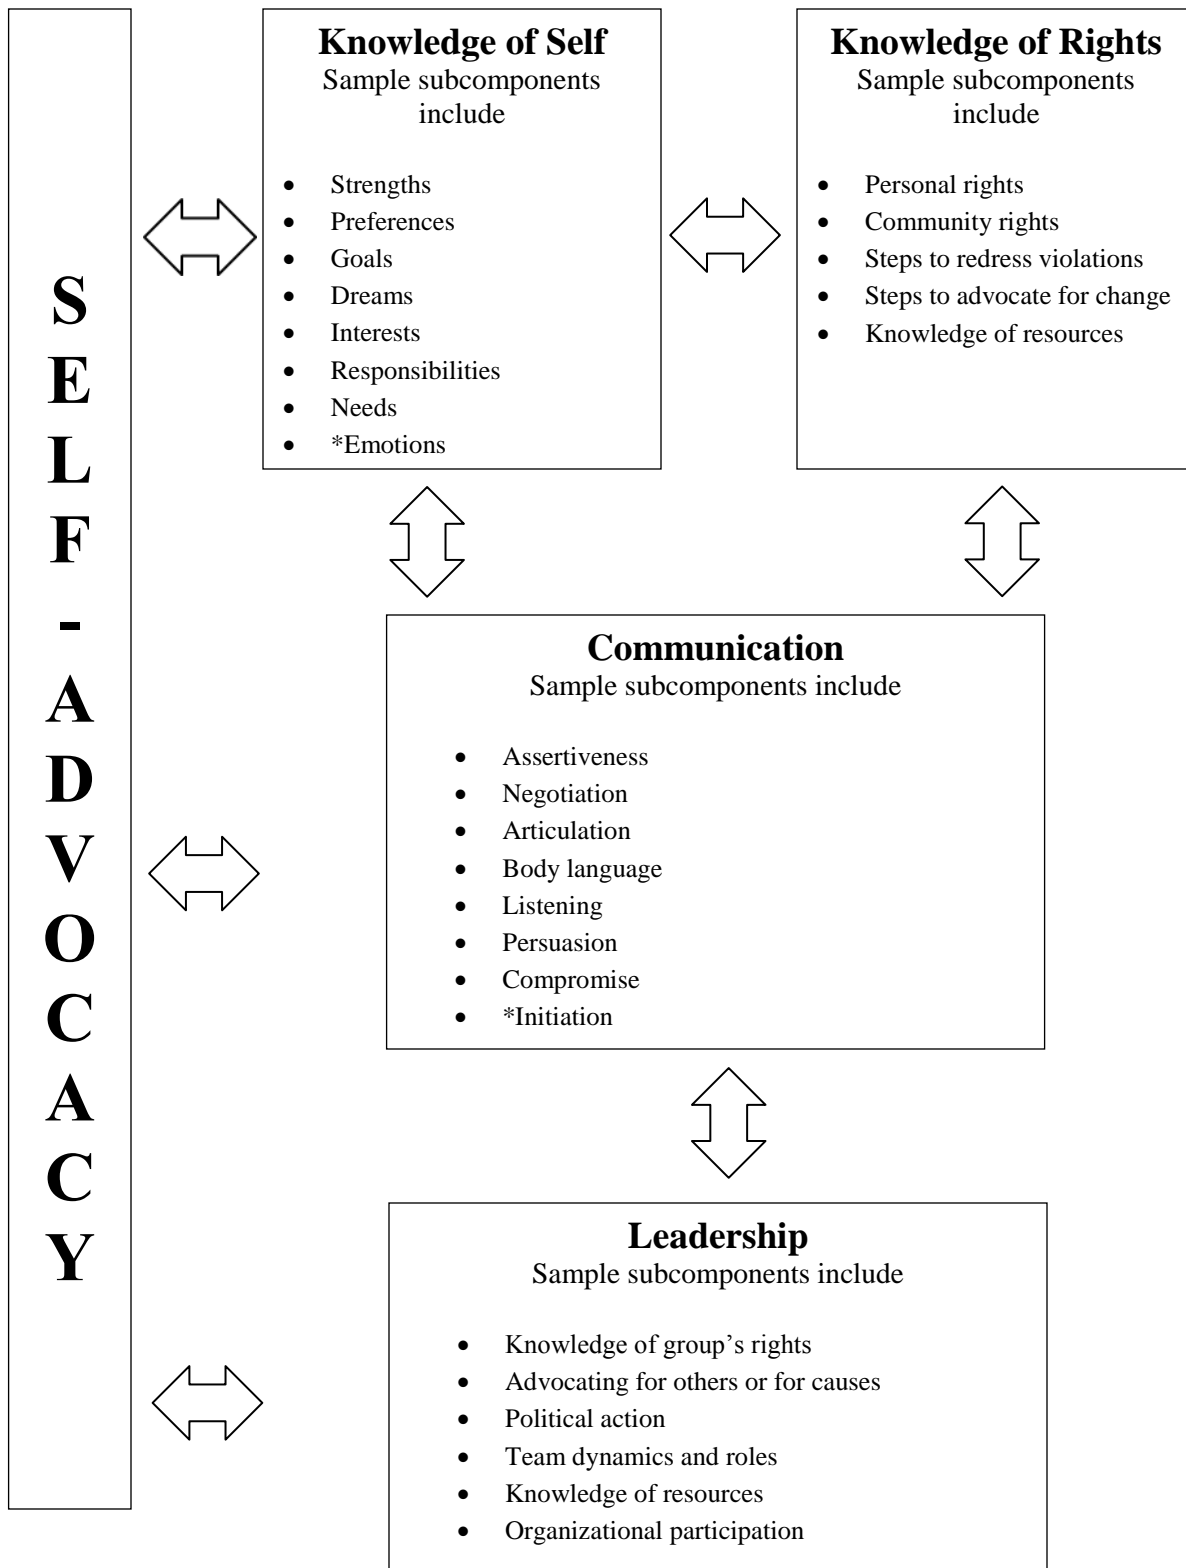 SELF-ADVOCACY
Knowledge of Self
Sample subcomponents
include
• Strengths
• Preferences
• Goals
• Dreams
• Interests
• Responsibilities
• Needs
• *Emotions
Knowledge of Rights
Sample subcomponents
include
• Personal rights
• Community rights
• Steps to redress violations
• Steps to advocate for change
• Knowledge of resources
Communication
Sample subcomponents include
• Assertiveness
• Negotiation
• Articulation
• Body language
• Listening
• Persuasion
• Compromise
• *Initiation
Leadership
Sample subcomponents include
• Knowledge of group’s rights
• Advocating for others or for causes
• Political action
• Team dynamics and roles
• Knowledge of resources
• Organizational participation